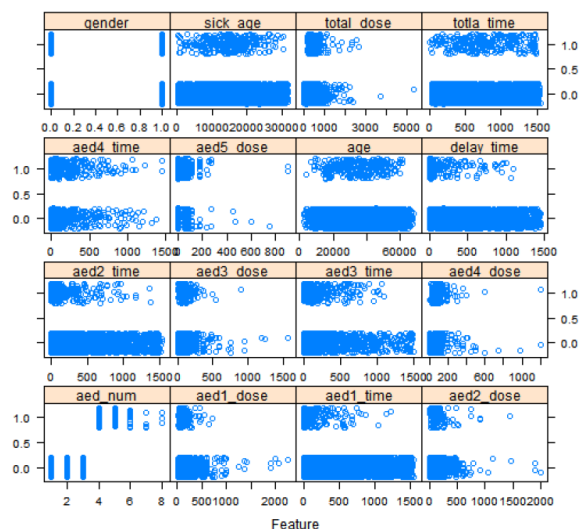 gender sick_age total_dose totla_time
1.0
0.0
0.0 0.2 0.4 0.6 0.8 1.0 0 10000 20000 30000 0 1000 3000 5000 0 500 1000 1500
aed4_time aed5_dose age delay_time
1.0
0.0
0 500 1000 1500 0 200 400 600 800 20000 60000 0 500 1000 1500
aed2_time aed3_dose aed3_time aed4_dose
1.0
0.0
0 500 1000 1500 0 500 1000 1500 0 500 1000 1500 0 200 600 1000
aed_num aed1_dose aed1_time aed2_dose
1.0
0.0
2 4 6 8 0 500 1000 2000 0 500 1000 1500 0 500 1000 2000
Feature